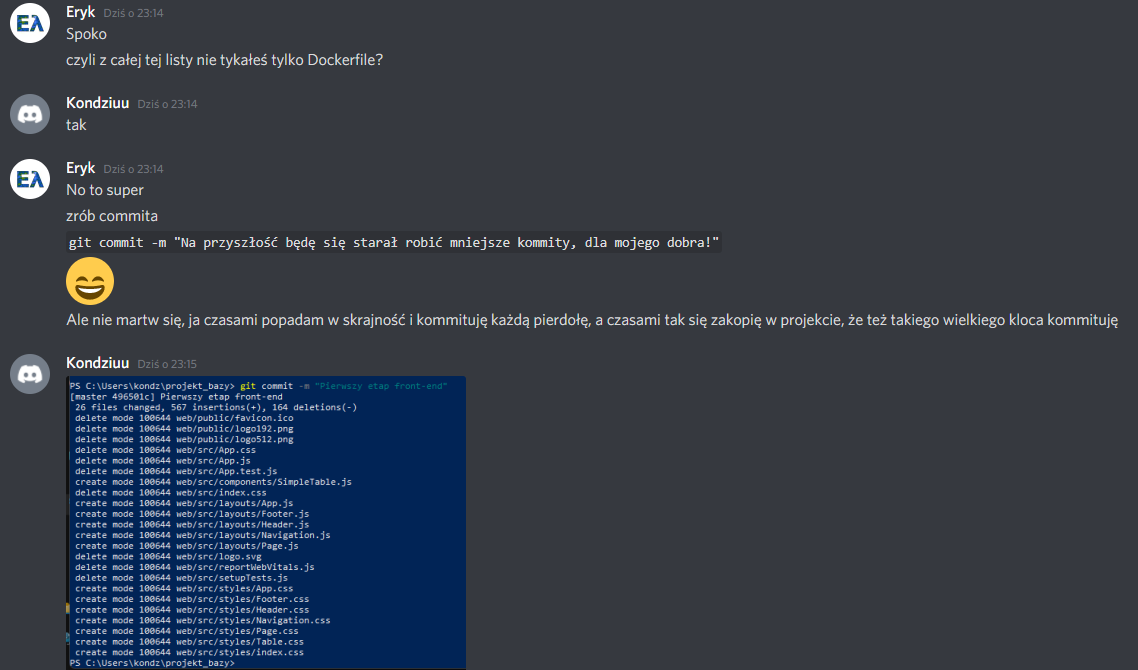 EA
Eryk Dziś o 23:14
Spoko
czyli z całej tej listy nie tykałeś tylko Dockerfile?
Kondziuu Dziś o 23:14
tak
Eλ
Eryk Dziś o 23:14
No to super
zrób commita
git commit -m "Na przyszłość będę się starał robić mniejsze kommity, dla mojego dobra!"
Ale nie martw się, ja czasami popadam w skrajność i kommituję każdą pierdołę, a czasami tak się zakopię w projekcie, że też takiego wielkiego kloca kommituję
Kondziuu Dziś o 23:15
PS C:\Users\kondz\projekt_bazy> git commit -m "Pierwszy etap front-end"
[master 496501c] Pierwszy etap front-end
26 files changed, 567 insertions(+), 164 deletions(-)
delete mode 100644 web/public/favicon.ico
delete mode 100644 web/public/logo192.png
delete mode 100644 web/public/logo512.png
delete mode 100644 web/src/App.css
delete mode 100644 web/src/App.js
delete mode 100644 web/src/App.test.js
create mode 100644 web/src/components/SimpleTable.js
delete mode 100644 web/src/index.css
create mode 100644 web/src/layouts/App.js
create mode 100644 web/src/layouts/Footer.js
create mode 100644 web/src/layouts/Header.js
create mode 100644 web/src/layouts/Navigation.js
create mode 100644 web/src/layouts/Page.js
delete mode 100644 web/src/logo.svg
delete mode 100644 web/src/reportWebVitals.js
delete mode 100644 web/src/setupTests.js
create mode 100644 web/src/styles/App.css
create mode 100644 web/src/styles/Footer.css
create mode 100644 web/src/styles/Header.css
create mode 100644 web/src/styles/Navigation.css
create mode 100644 web/src/styles/Page.css
create mode 100644 web/src/styles/Table.css
create mode 100644 web/src/styles/index.css
PS C:\Users\kondz\projekt_bazy>